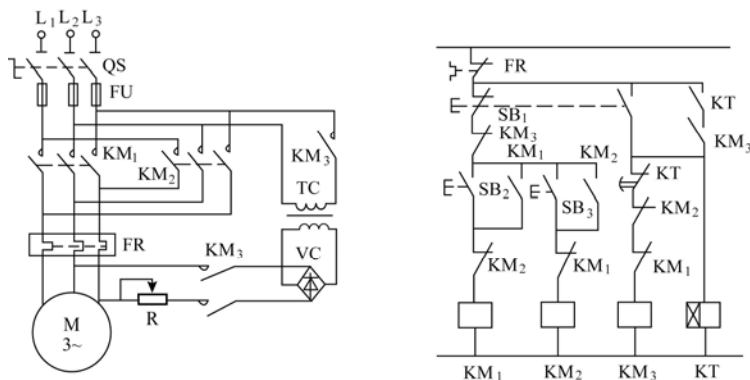 L1 L2 L3
QS
FU
KM1
KM2
KM3
TC
FR
KM3
VC
R
M
3~
FR
SB1
KT
KM3
KM3
KM1
KM2
KT
SB2
SB3
KM2
KM2
KM1
KM1
KM1
KM2
KM3
KT